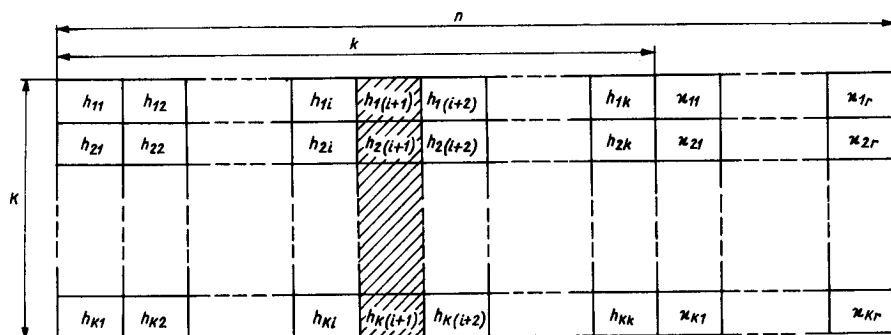 n
k
h11 h12 h1i h1(i+1) h1(i+2) h1k ϰ11 ϰ1r
h21 h22 h2i h2(i+1) h2(i+2) h2k ϰ21 ϰ2r
K
hK1 hK2 hKi hK(i+1) hK(i+2) hKk ϰK1 ϰKr